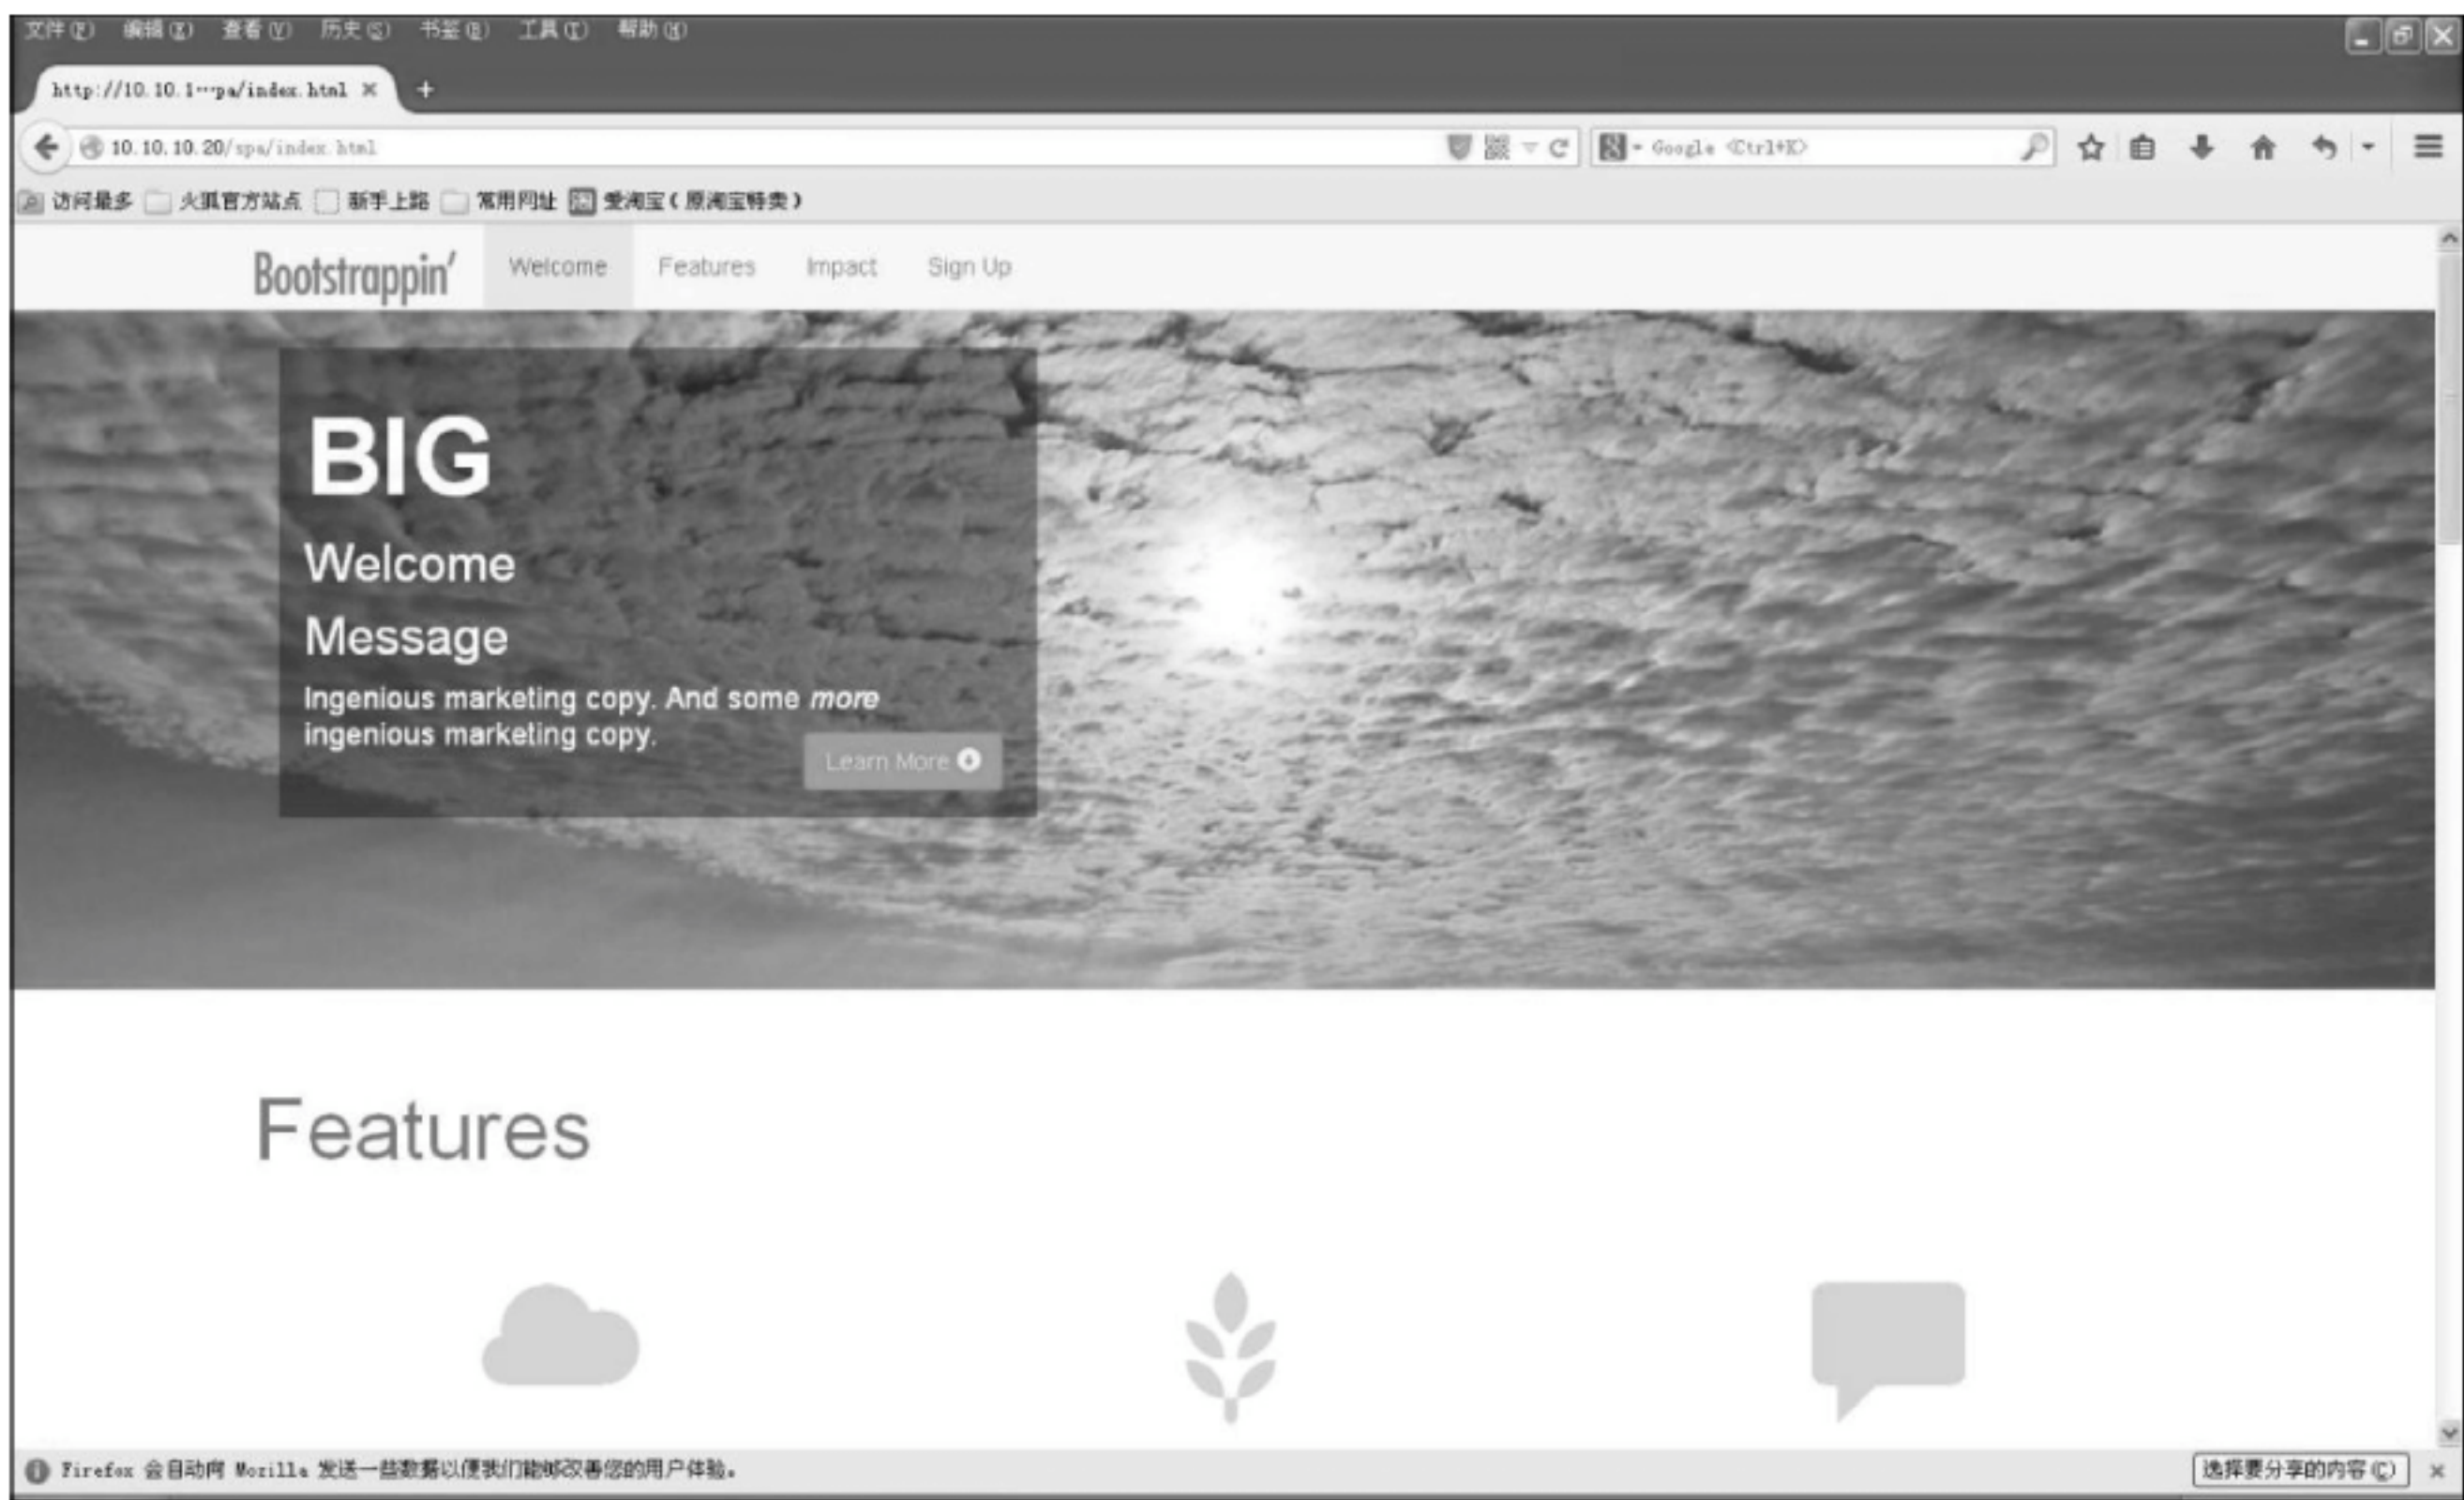 文件(F) 编辑(E) 查看(V) 历史(S) 书签(B) 工具(T) 帮助(H)
http://10.10.1…pa/index.html
10.10.10.20/spa/index.html
Google <Ctrl+K>
访问最多 火狐官方站点 新手上路 常用网址 爱淘宝(原淘宝特卖)
Bootstrappin' Welcome Features Impact Sign Up
BIG
Welcome
Message
Ingenious marketing copy. And some more
ingenious marketing copy.
Learn More
Features
Firefox 会自动向 Mozilla 发送一些数据以便我们能够改善您的用户体验。
选择要分享的内容(C)